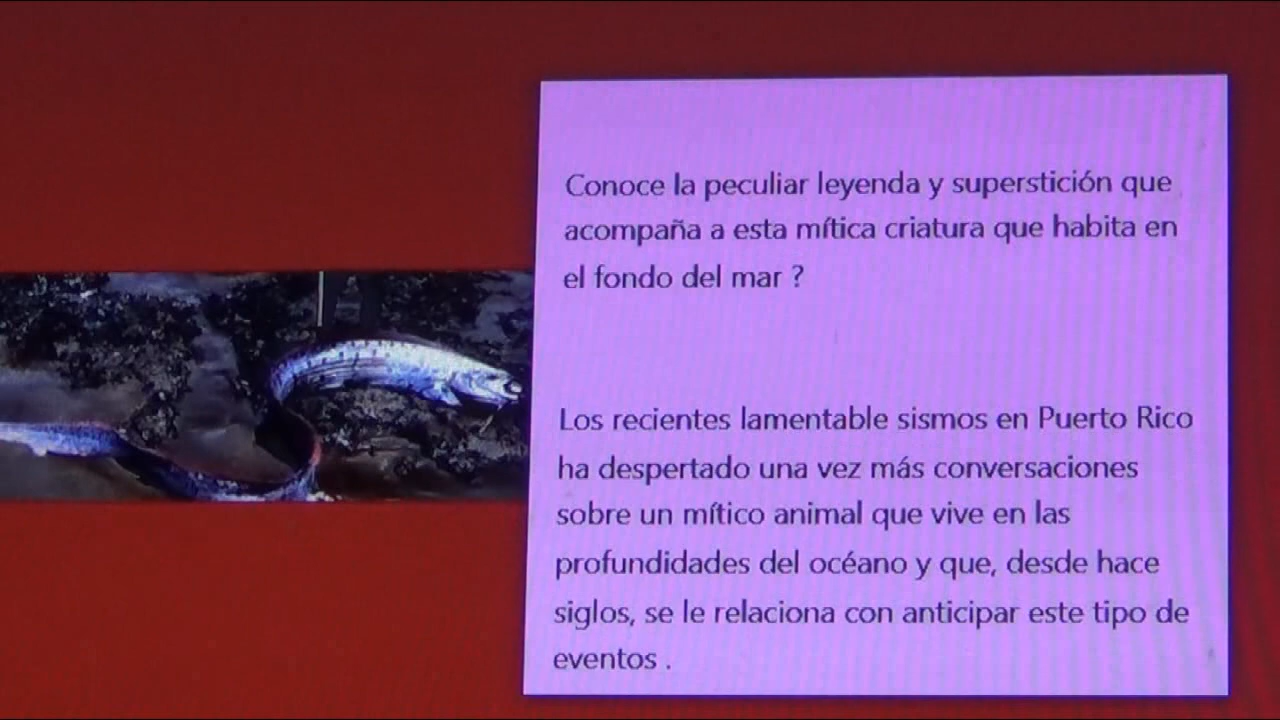 Conoce la peculiar leyenda y superstición que
acompaña a esta mítica criatura que habita en
el fondo del mar ?
Los recientes lamentable sismos en Puerto Rico
ha despertado una vez más conversaciones
sobre un mítico animal que vive en las
profundidades del océano y que, desde hace
siglos, se le relaciona con anticipar este tipo de
eventos .